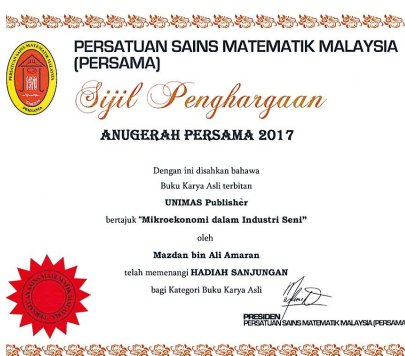 PERSATUAN SAINS MATEMATIK MALAYSIA
(PERSAMA)
Sijil Penghargaan
ANUGERAH PERSAMA 2017
Dengan ini disahkan bahawa
Buku Karya Asli terbitan
UNIMAS Publisher
bertajuk "Mikroekonomi dalam Industri Seni"
oleh
Mazdan bin Ali Amaran
telah memenangi HADIAH SANJUNGAN
bagi Kategori Buku Karya Asli
PRESIDEN
PERSATUAN SAINS MATEMATIK MALAYSIA (PERSAMA